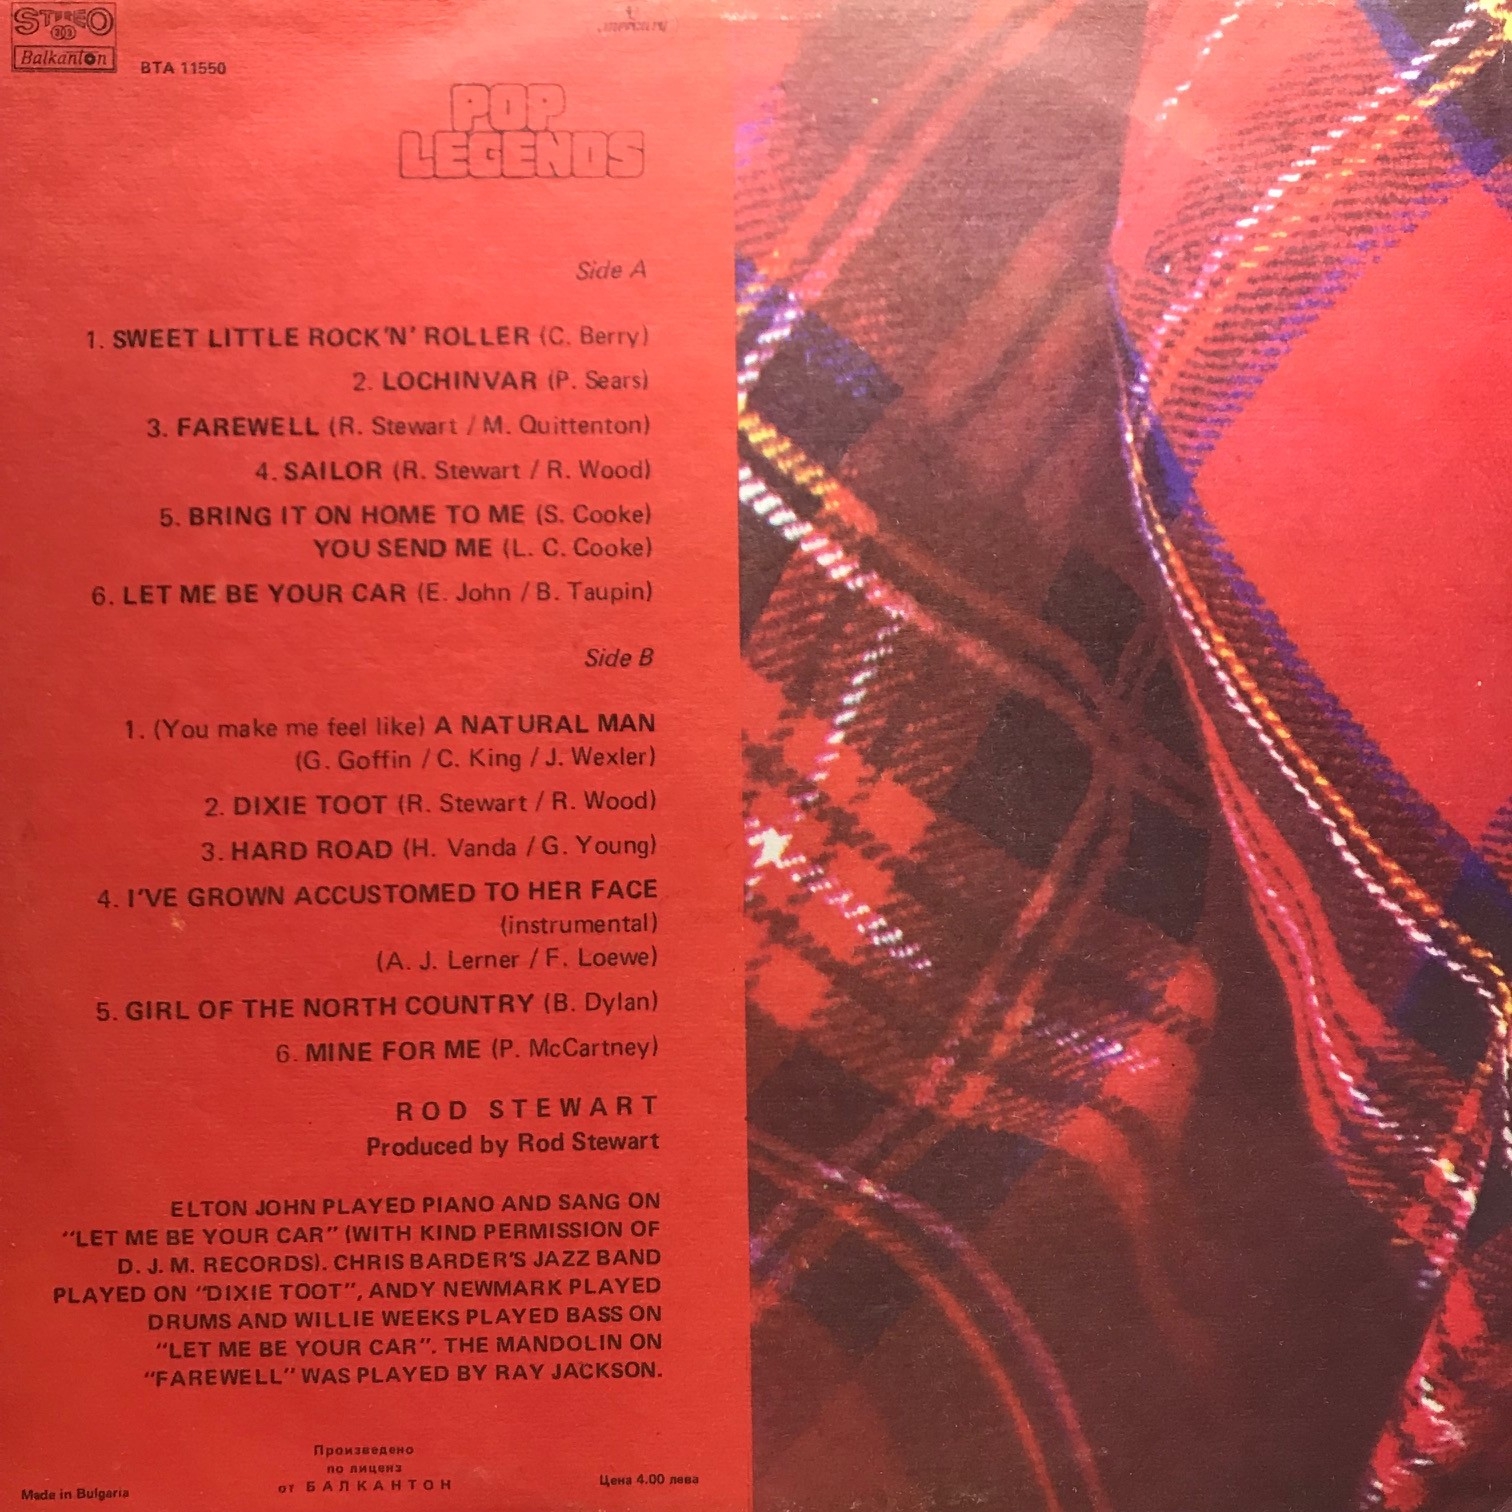 STEREO
33
Balkanton
BTA 11550
POP
LEGENDS
Side A
1. SWEET LITTLE ROCK'N' ROLLER (C. Berry)
2. LOCHINVAR (P. Sears)
3. FAREWELL (R. Stewart / M. Quittenton)
4. SAILOR (R. Stewart / R. Wood)
5. BRING IT ON HOME TO ME (S. Cooke)
YOU SEND ME (L. C. Cooke)
6. LET ME BE YOUR CAR (E. John / B. Taupin)
Side B
1. (You make me feel like) A NATURAL MAN
(G. Goffin / C. King / J. Wexler)
2. DIXIE TOOT (R. Stewart / R. Wood)
3. HARD ROAD (H. Vanda / G. Young)
4. I'VE GROWN ACCUSTOMED TO HER FACE
(instrumental)
(A. J. Lerner / F. Loewe)
5. GIRL OF THE NORTH COUNTRY (B. Dylan)
6. MINE FOR ME (P. McCartney)
ROD STEWART
Produced by Rod Stewart
ELTON JOHN PLAYED PIANO AND SANG ON
"LET ME BE YOUR CAR" (WITH KIND PERMISSION OF
D. J. M. RECORDS). CHRIS BARDER'S JAZZ BAND
PLAYED ON "DIXIE TOOT", ANDY NEWMARK PLAYED
DRUMS AND WILLIE WEEKS PLAYED BASS ON
"LET ME BE YOUR CAR". THE MANDOLIN ON
"FAREWELL" WAS PLAYED BY RAY JACKSON.
Произведено
по лиценз
от БАЛКАНТОН
Цена 4.00 лева
Made in Bulgaria